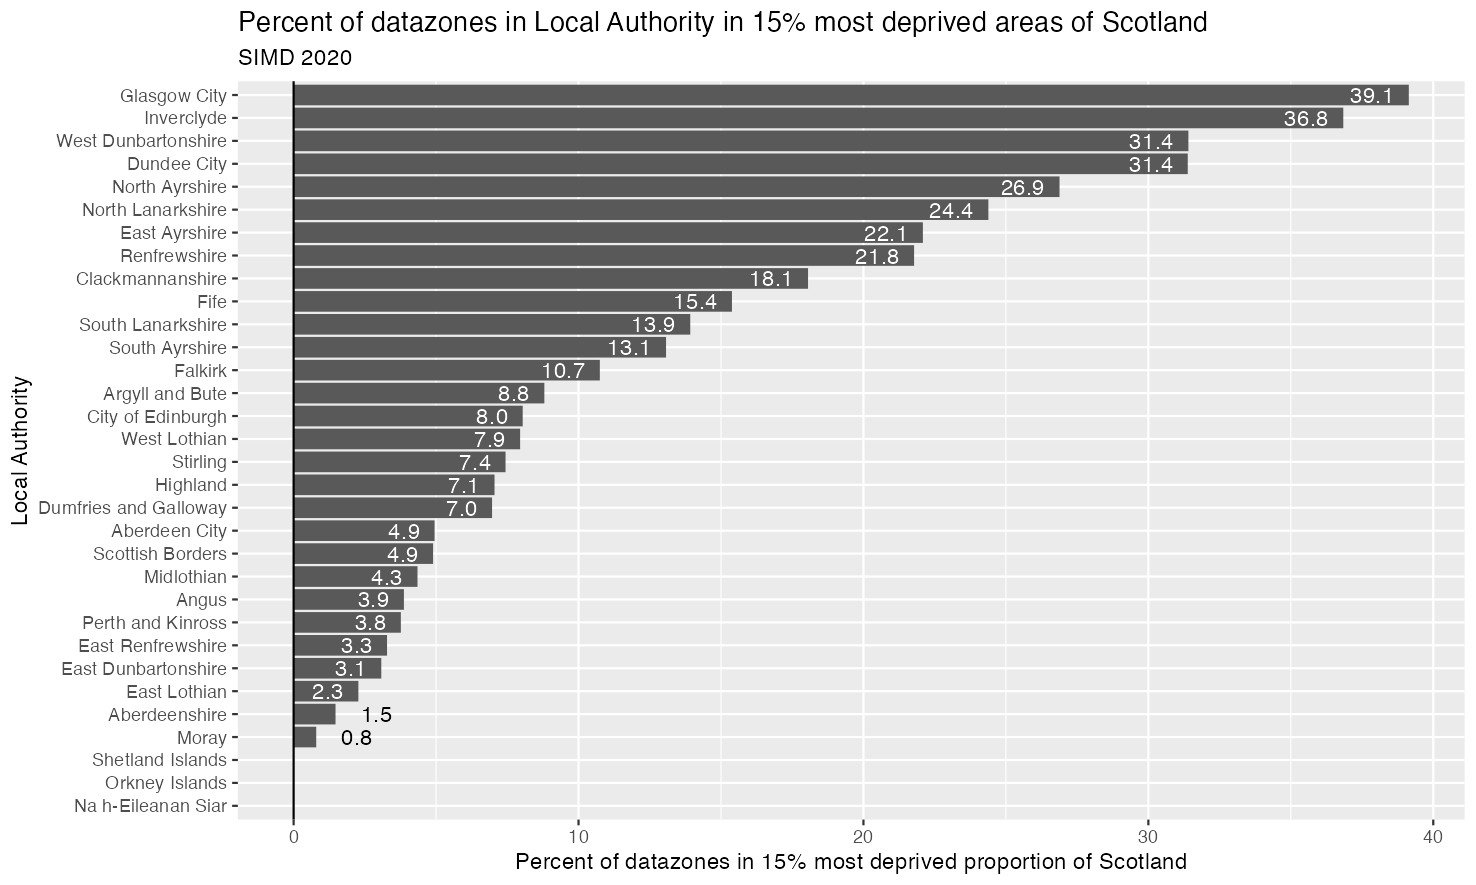 Percent of datazones in Local Authority in 15% most deprived areas of Scotland
SIMD 2020
Local Authority
Glasgow City 39.1
Inverclyde 36.8
West Dunbartonshire 31.4
Dundee City 31.4
North Ayrshire 26.9
North Lanarkshire 24.4
East Ayrshire 22.1
Renfrewshire 21.8
Clackmannanshire 18.1
Fife 15.4
South Lanarkshire 13.9
South Ayrshire 13.1
Falkirk 10.7
Argyll and Bute 8.8
City of Edinburgh 8.0
West Lothian 7.9
Stirling 7.4
Highland 7.1
Dumfries and Galloway 7.0
Aberdeen City 4.9
Scottish Borders 4.9
Midlothian 4.3
Angus 3.9
Perth and Kinross 3.8
East Renfrewshire 3.3
East Dunbartonshire 3.1
East Lothian 2.3
Aberdeenshire 1.5
Moray 0.8
Shetland Islands
Orkney Islands
Na h-Eileanan Siar
0 10 20 30 40
Percent of datazones in 15% most deprived proportion of Scotland